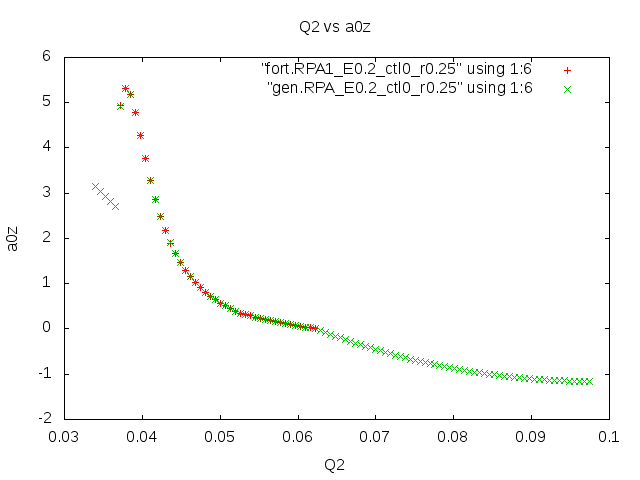 Q2 vs a0z
"fort.RPA1_E0.2_ctl0_r0.25" using 1:6
"gen.RPA_E0.2_ctl0_r0.25" using 1:6
6
5
4
3
2
1
0
-1
-2
a0z
0.03 0.04 0.05 0.06 0.07 0.08 0.09 0.1
Q2